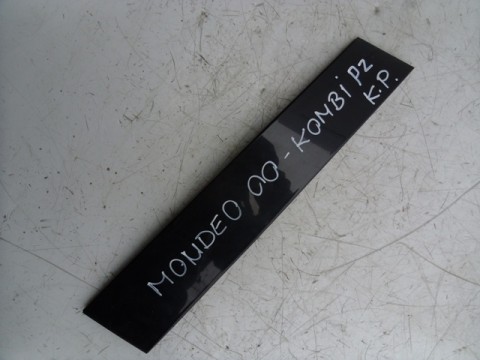 MONDEO 00 - KOMBI PZ
K.P.